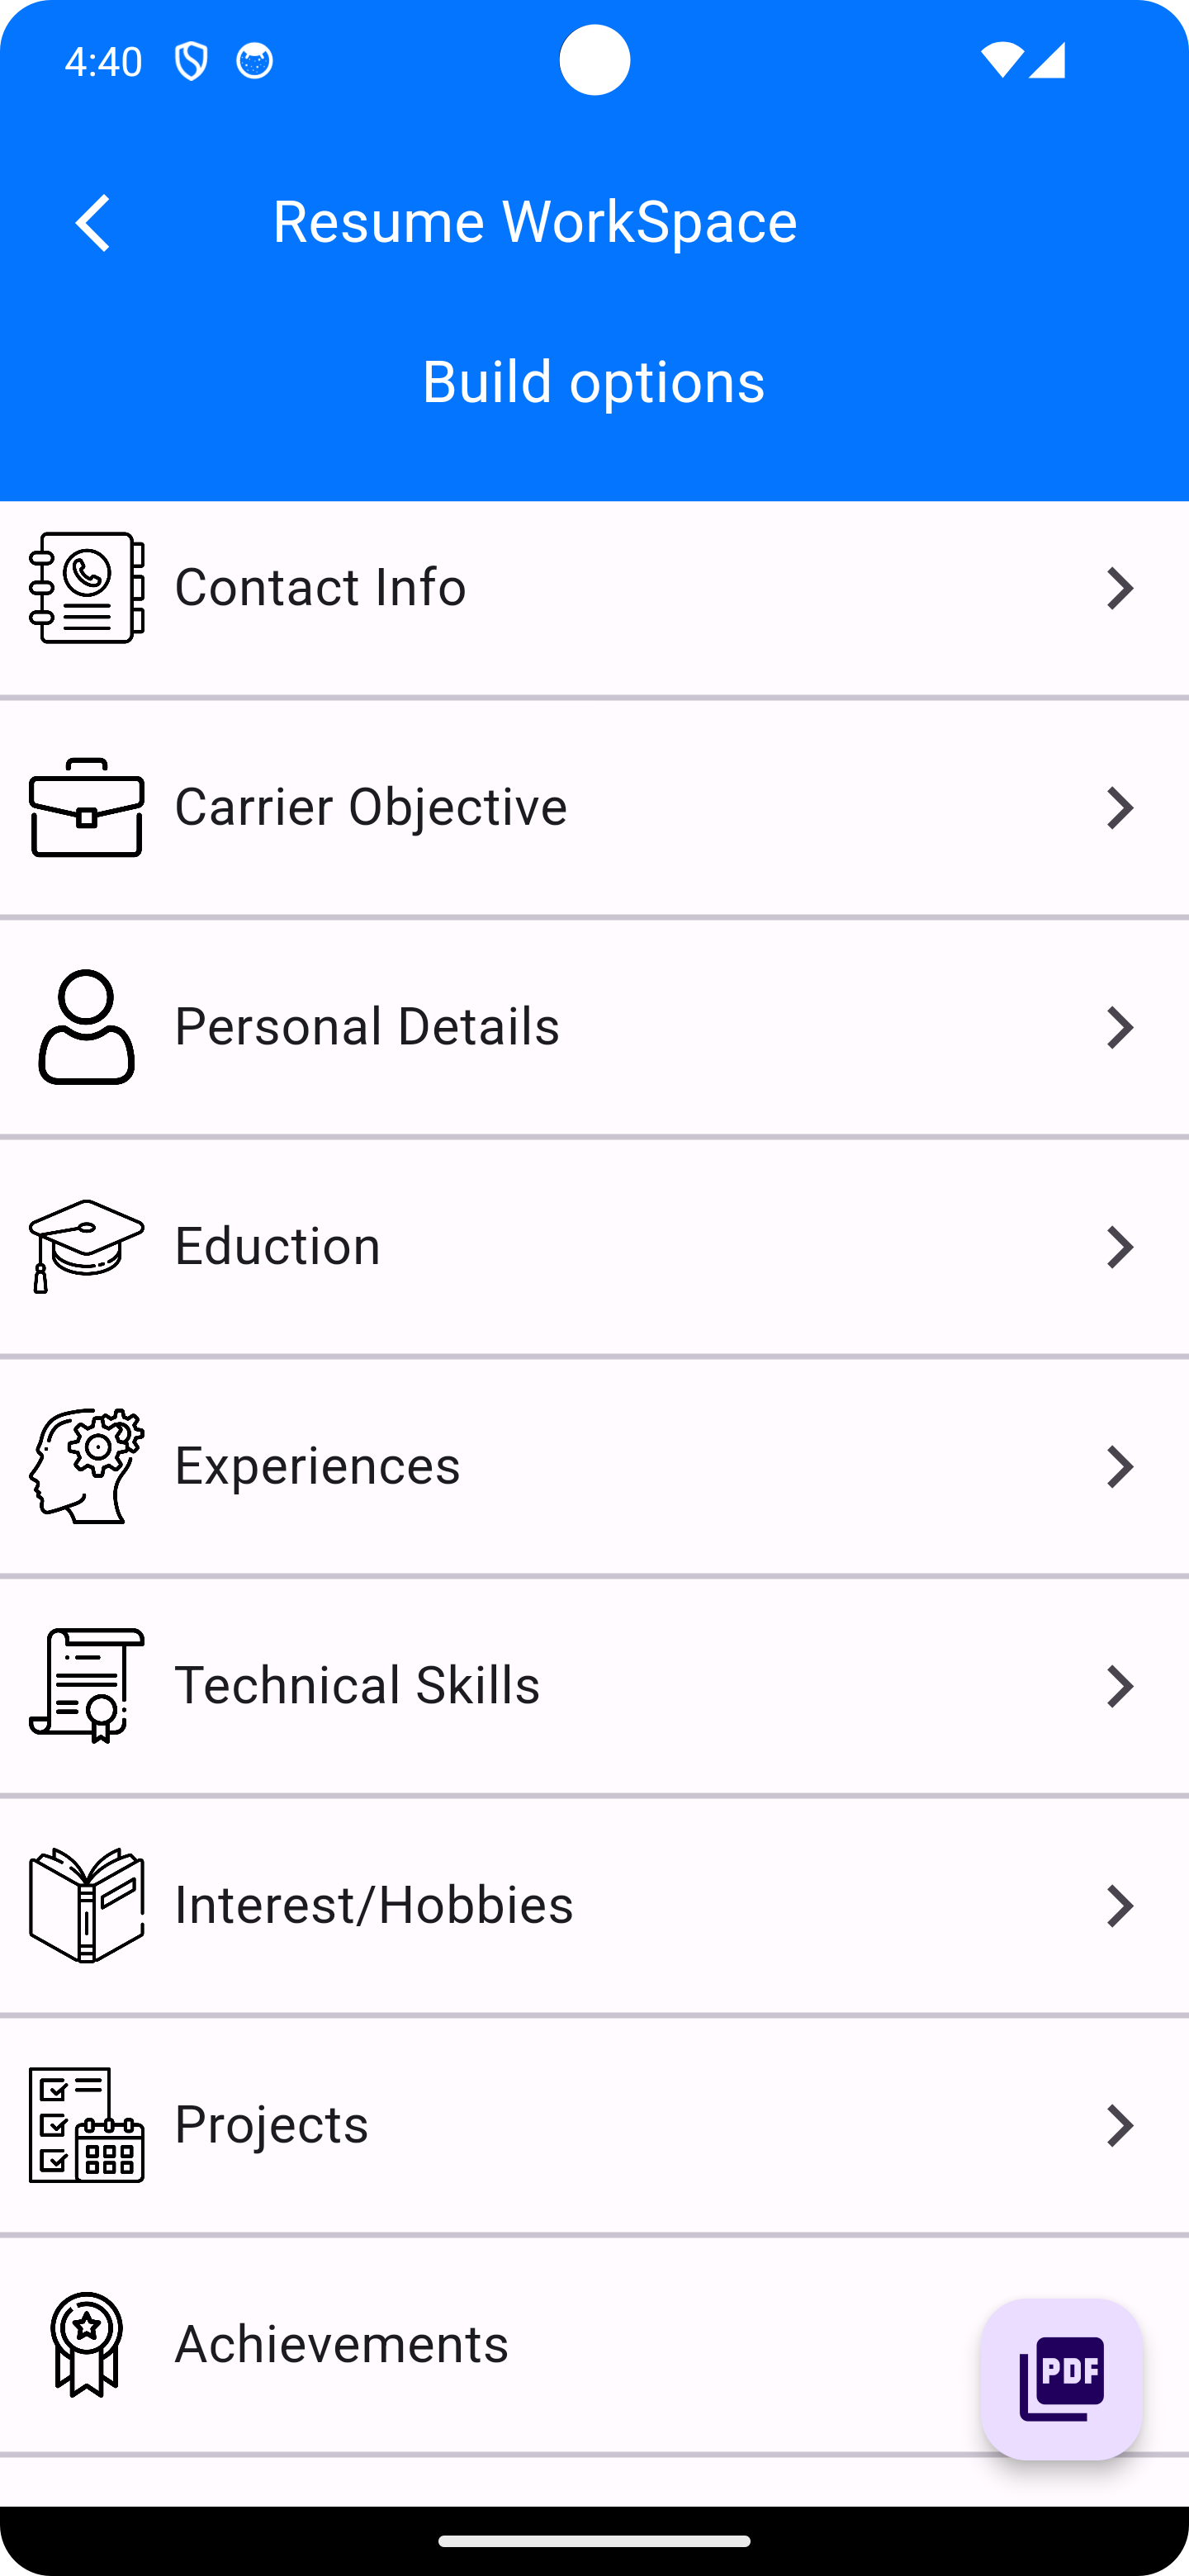 4:40
Resume WorkSpace
Build options
Contact Info
Carrier Objective
Personal Details
Eduction
Experiences
Technical Skills
Interest/Hobbies
Projects
Achievements
PDF